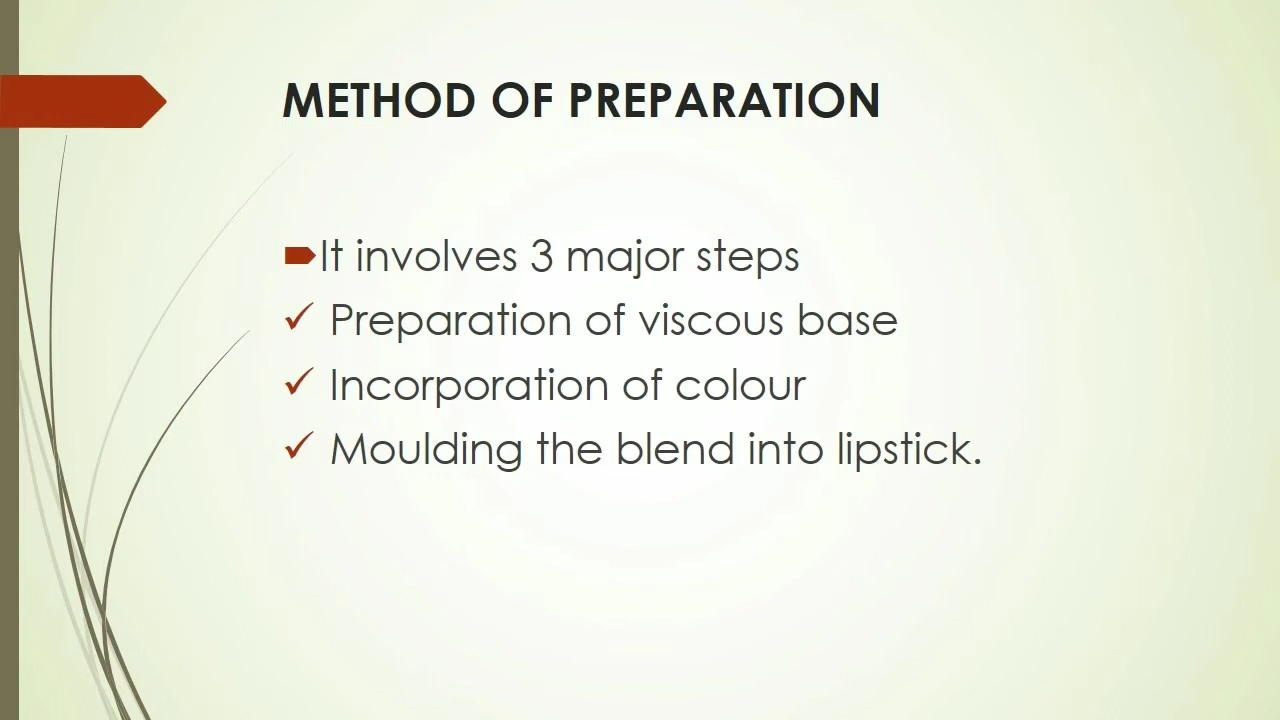 METHOD OF PREPARATION
It involves 3 major steps
✓ Preparation of viscous base
✓ Incorporation of colour
✓ Moulding the blend into lipstick.